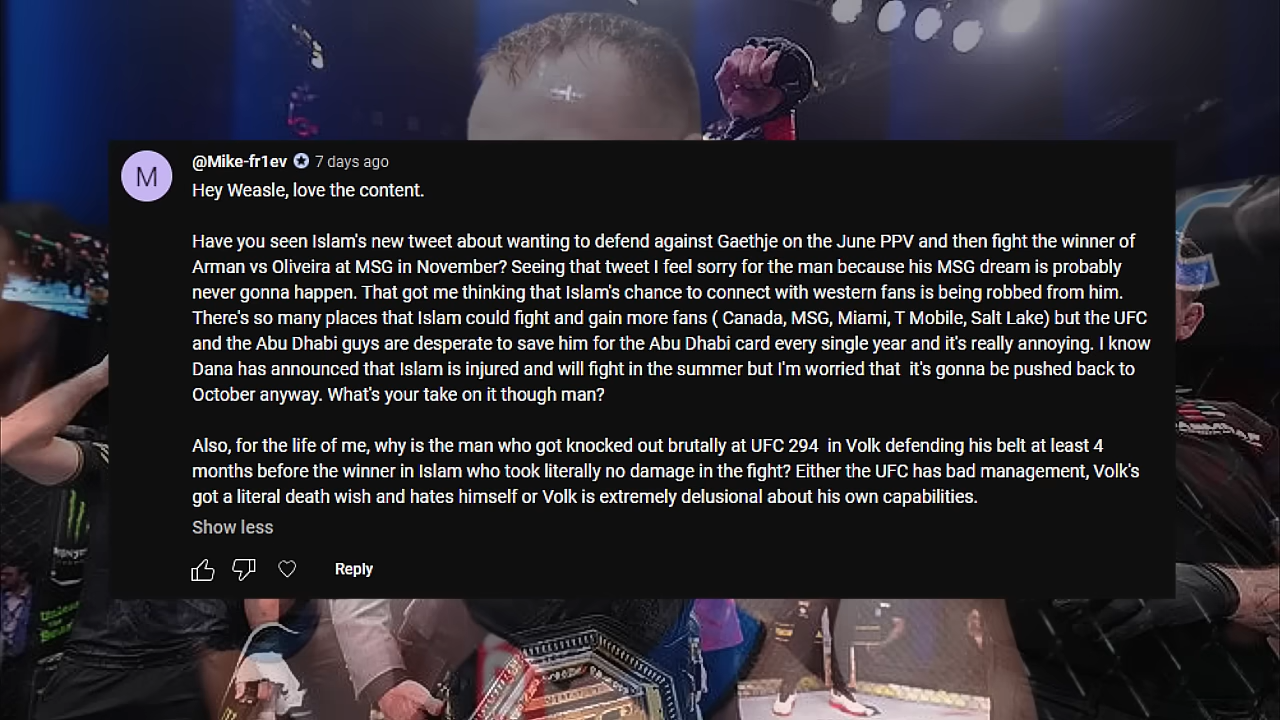 M
@Mike-fr1ev 7 days ago
Hey Weasle, love the content.
Have you seen Islam's new tweet about wanting to defend against Gaethje on the June PPV and then fight the winner of
Arman vs Oliveira at MSG in November? Seeing that tweet I feel sorry for the man because his MSG dream is probably
never gonna happen. That got me thinking that Islam's chance to connect with western fans is being robbed from him.
There's so many places that Islam could fight and gain more fans ( Canada, MSG, Miami, T Mobile, Salt Lake) but the UFC
and the Abu Dhabi guys are desperate to save him for the Abu Dhabi card every single year and it's really annoying. I know
Dana has announced that Islam is injured and will fight in the summer but I'm worried that  it's gonna be pushed back to
October anyway. What's your take on it though man?
Also, for the life of me, why is the man who got knocked out brutally at UFC 294  in Volk defending his belt at least 4
months before the winner in Islam who took literally no damage in the fight? Either the UFC has bad management, Volk's
got a literal death wish and hates himself or Volk is extremely delusional about his own capabilities.
Show less
Reply